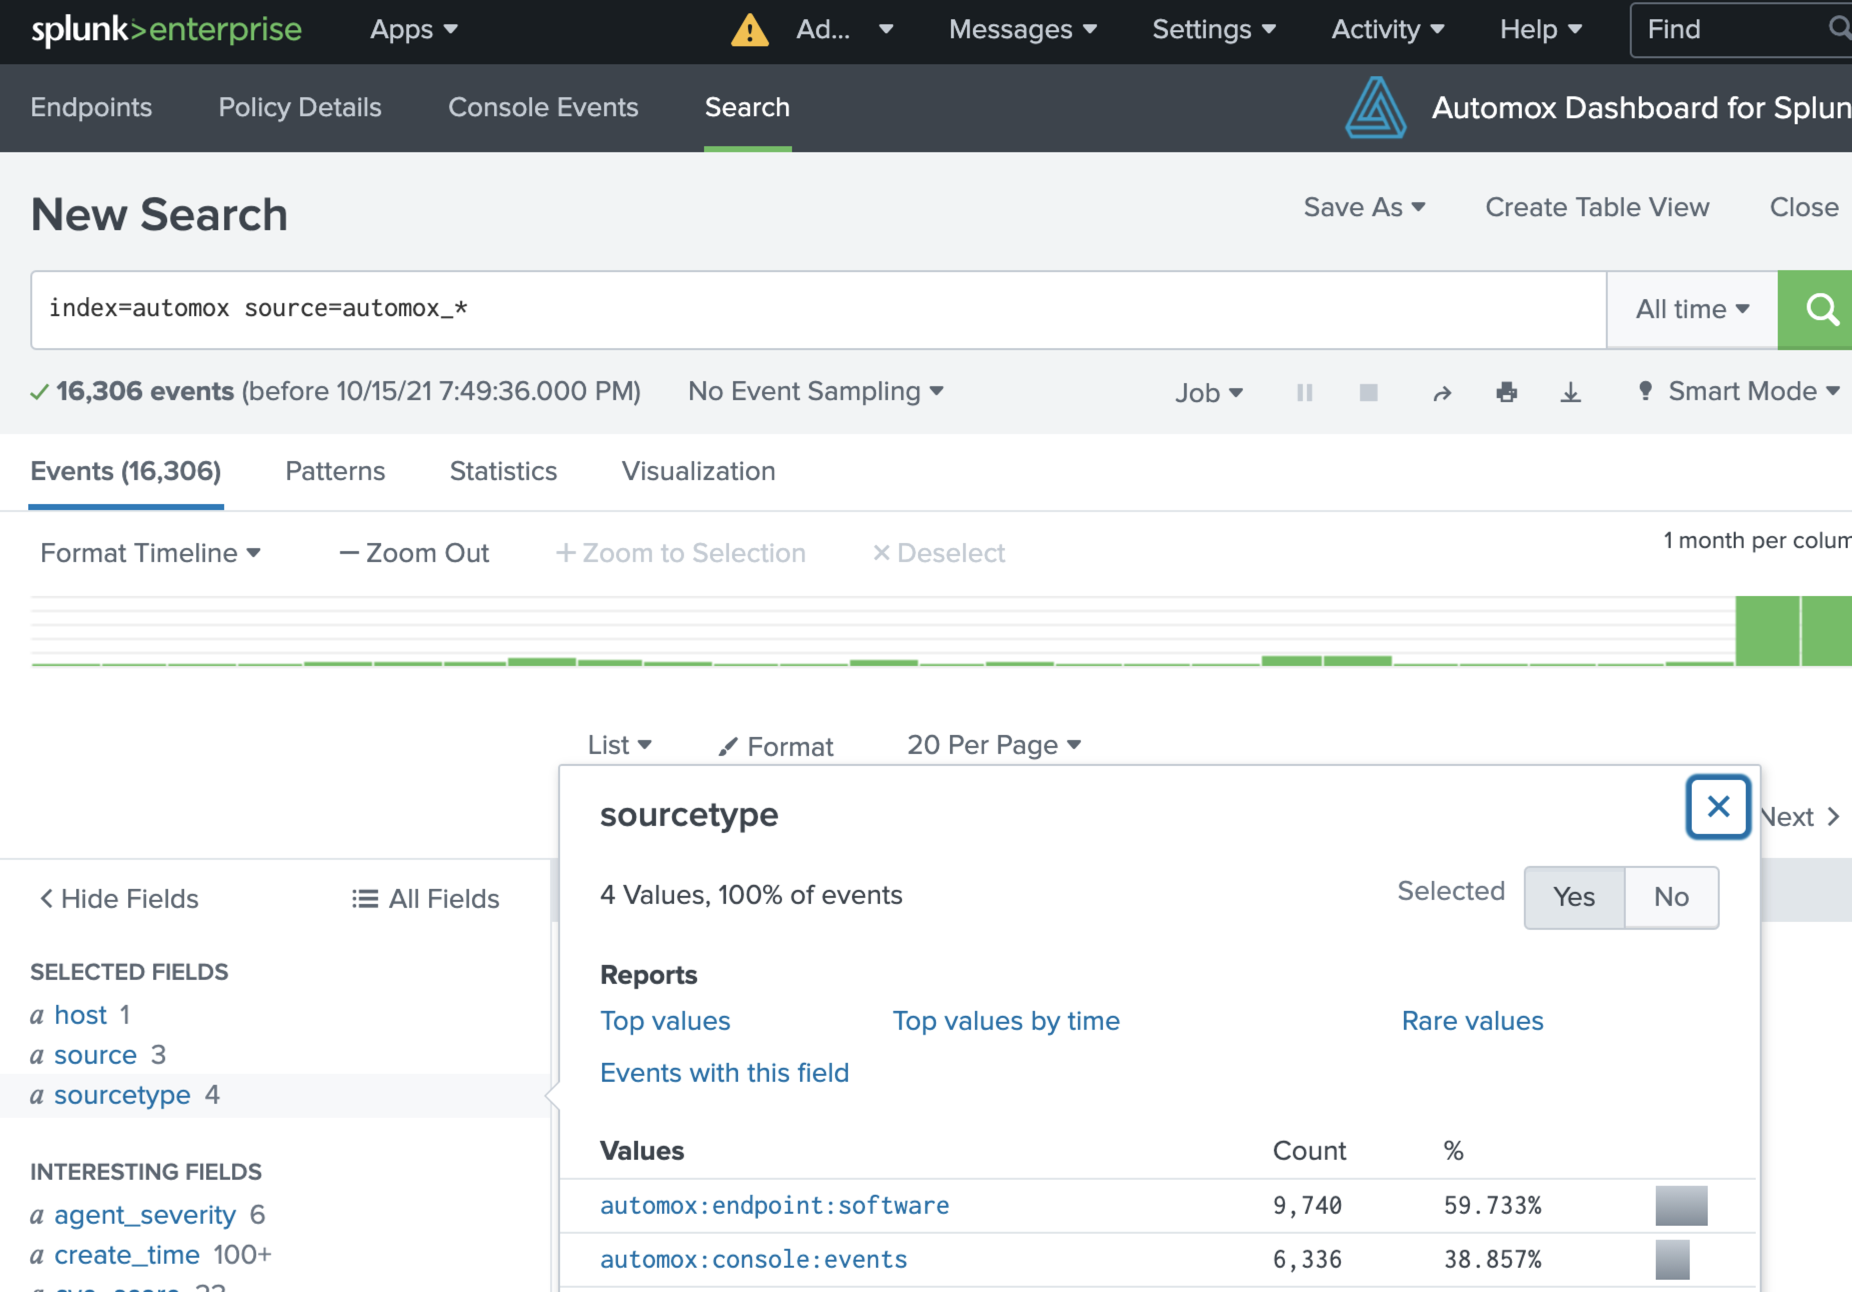 splunk>enterprise Apps Ad... Messages Settings Activity Help Find
Endpoints Policy Details Console Events Search Automox Dashboard for Splun
New Search Save As Create Table View Close
index=automox source=automox_* All time
16,306 events (before 10/15/21 7:49:36.000 PM) No Event Sampling Job Smart Mode
Events (16,306) Patterns Statistics Visualization
Format Timeline — Zoom Out + Zoom to Selection × Deselect 1 month per colum
List Format 20 Per Page
sourcetype
Next >
< Hide Fields All Fields
4 Values, 100% of events Selected Yes No
SELECTED FIELDS
a host 1
a source 3
a sourcetype 4
Reports
Top values Top values by time Rare values
Events with this field
INTERESTING FIELDS
a agent_severity 6
a create_time 100+
Values Count %
automox:endpoint:software 9,740 59.733%
automox:console:events 6,336 38.857%